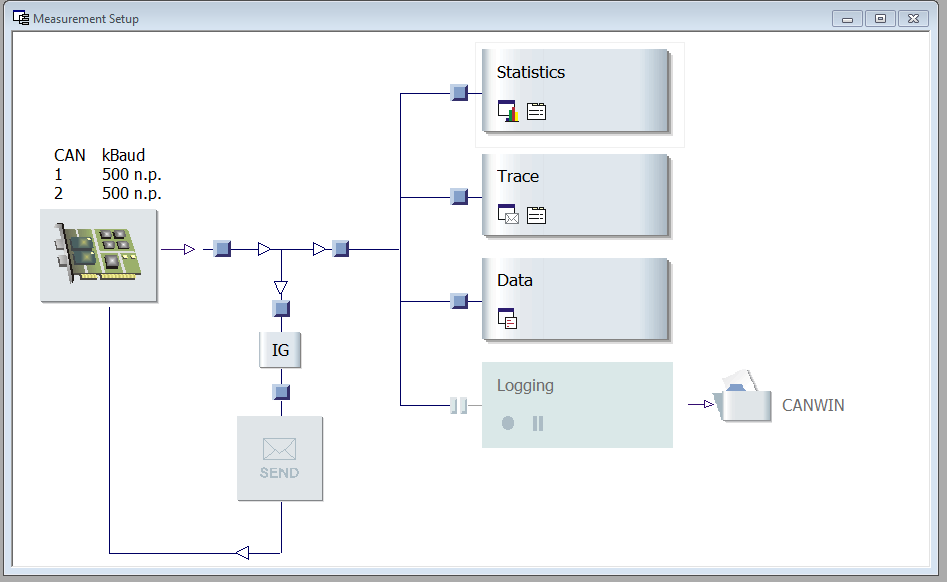 Measurement Setup
Statistics
CAN kBaud
1 500 n.p.
2 500 n.p.
Trace
Data
IG
Logging
CANWIN
SEND